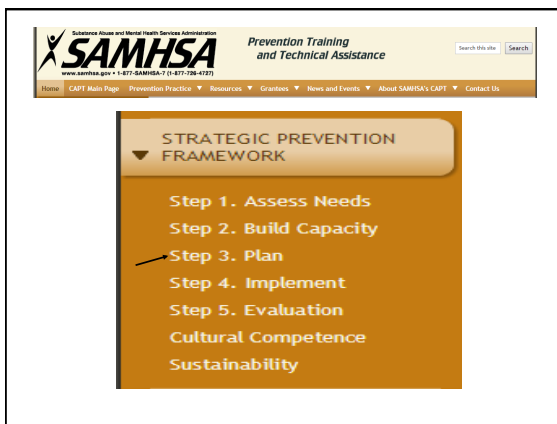 Substance Abuse and Mental Health Services Administration
SAMHSA
www.samhsa.gov • 1-877-SAMHSA-7 (1-877-726-4727)
Prevention Training
and Technical Assistance
Search this site Search
Home CAPT Main Page Prevention Practice ▼ Resources ▼ Grantees ▼ News and Events ▼ About SAMHSA's CAPT ▼ Contact Us
STRATEGIC PREVENTION
FRAMEWORK
Step 1. Assess Needs
Step 2. Build Capacity
Step 3. Plan
Step 4. Implement
Step 5. Evaluation
Cultural Competence
Sustainability